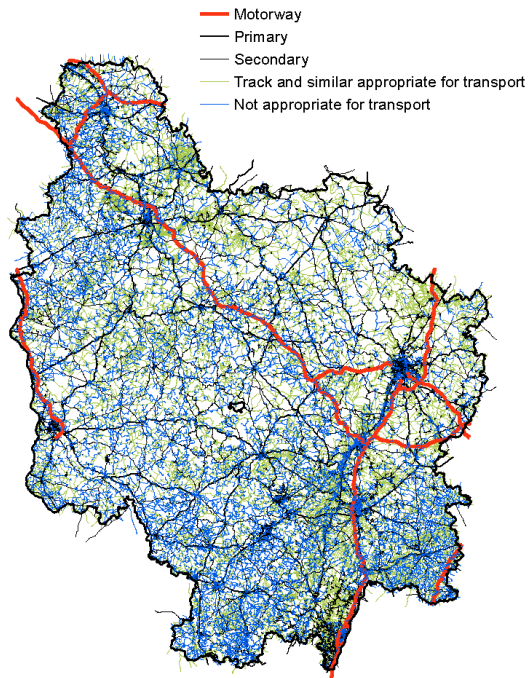 Motorway
Primary
Secondary
Track and similar appropriate for transport
Not appropriate for transport